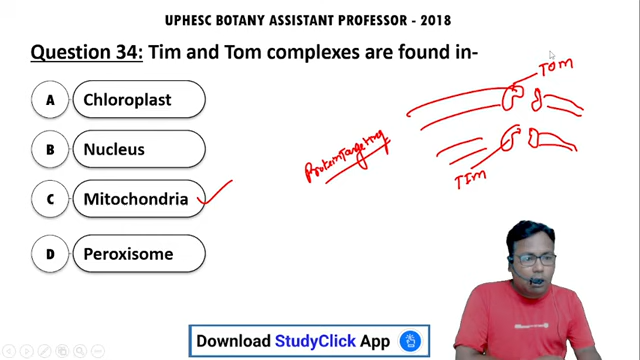 UPHESC BOTANY ASSISTANT PROFESSOR - 2018
Question 34: Tim and Tom complexes are found in-
A Chloroplast
B Nucleus
C Mitochondria
D Peroxisome
TOM
Protein Targeting
TIM
Download StudyClick App